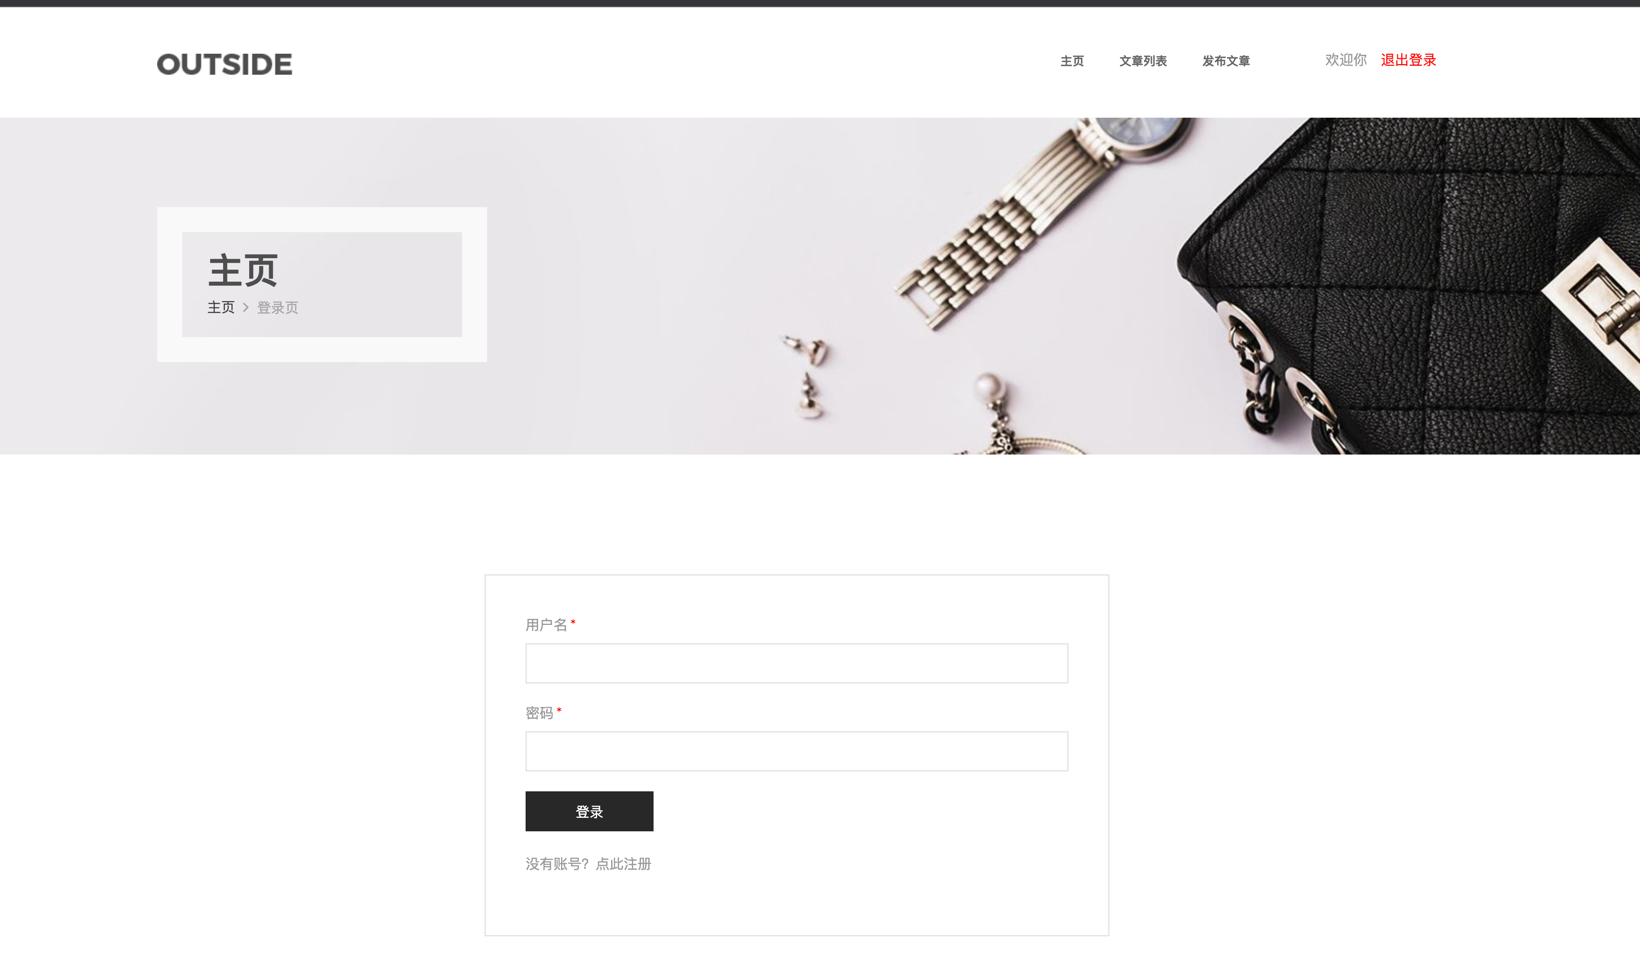 OUTSIDE
主页 文章列表 发布文章 欢迎你 退出登录
主页
主页 > 登录页
用户名 *
密码 *
登录
没有账号？点此注册